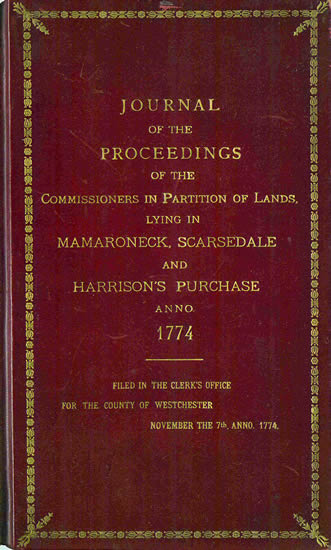 JOURNAL
OF THE
PROCEEDINGS
OF THE
COMMISSIONERS IN PARTITION OF LANDS,
LYING IN
MAMARONECK, SCARSEDALE
AND
HARRISON'S PURCHASE
ANNO.
1774
FILED IN THE CLERK'S OFFICE
FOR THE COUNTY OF WESTCHESTER
NOVEMBER THE 7th, ANNO. 1774.